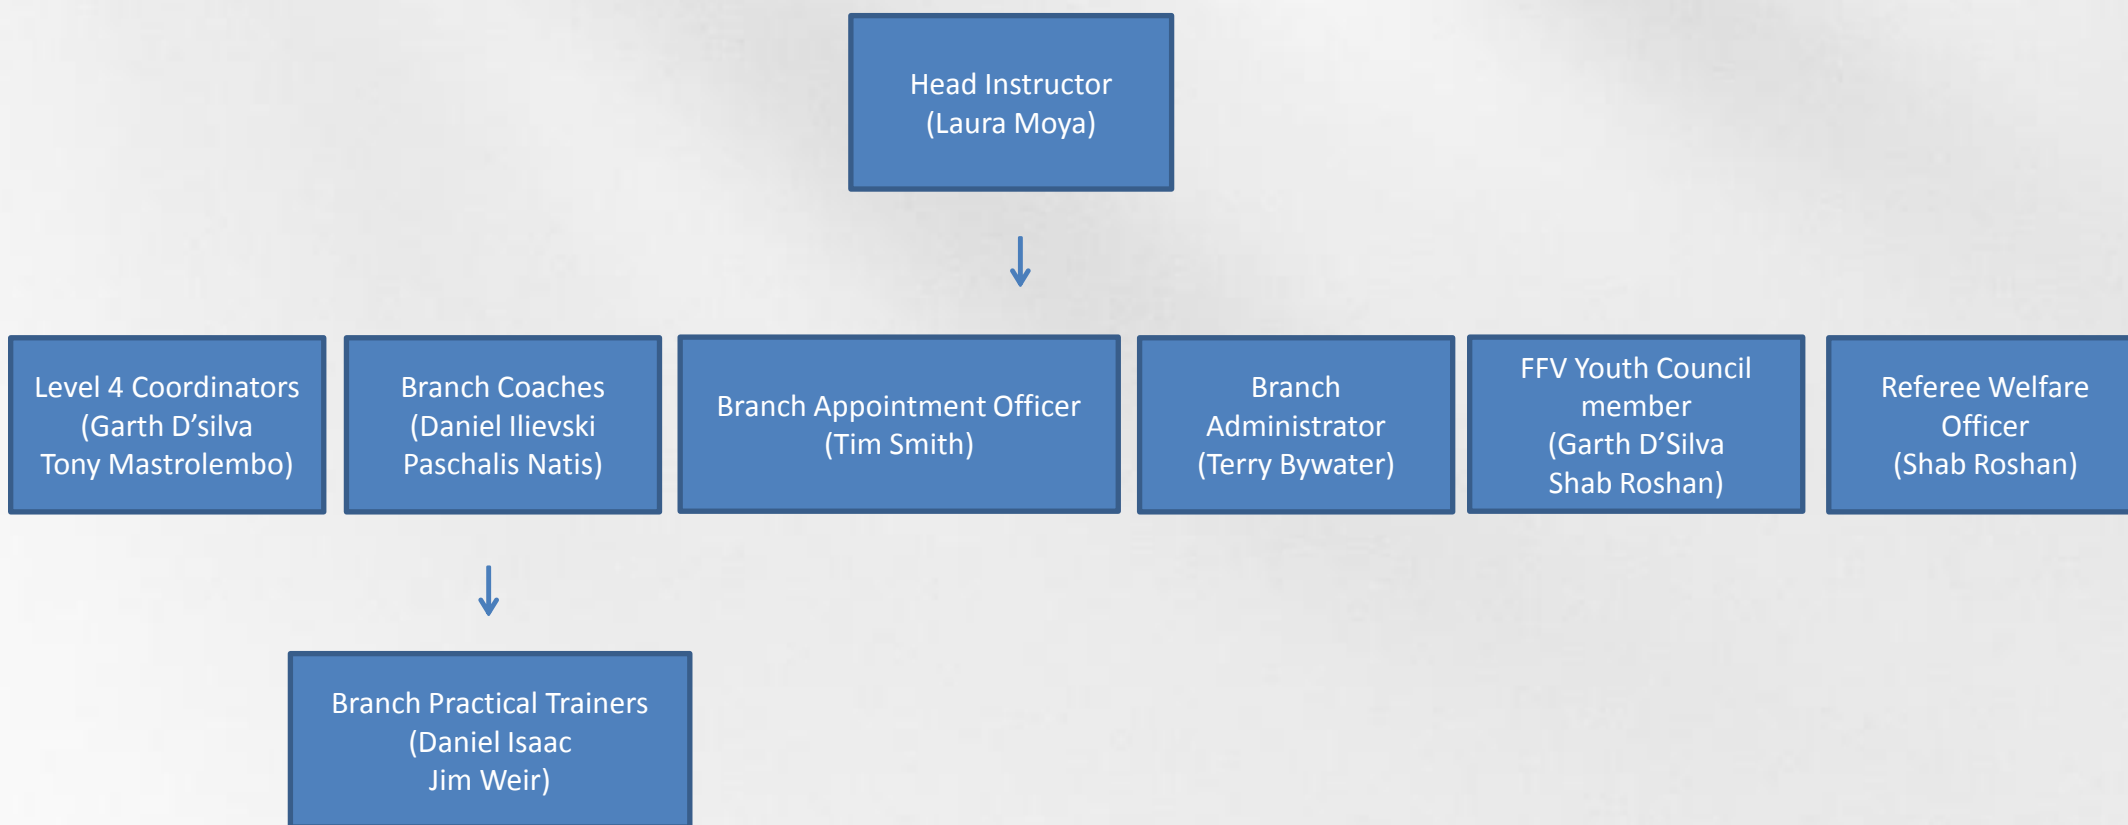 Head Instructor
(Laura Moya)
Level 4 Coordinators
(Garth D’silva
Tony Mastrolembo)
Branch Coaches
(Daniel Ilievski
Paschalis Natis)
Branch Appointment Officer
(Tim Smith)
Branch
Administrator
(Terry Bywater)
FFV Youth Council
member
(Garth D’Silva
Shab Roshan)
Referee Welfare
Officer
(Shab Roshan)
Branch Practical Trainers
(Daniel Isaac
Jim Weir)